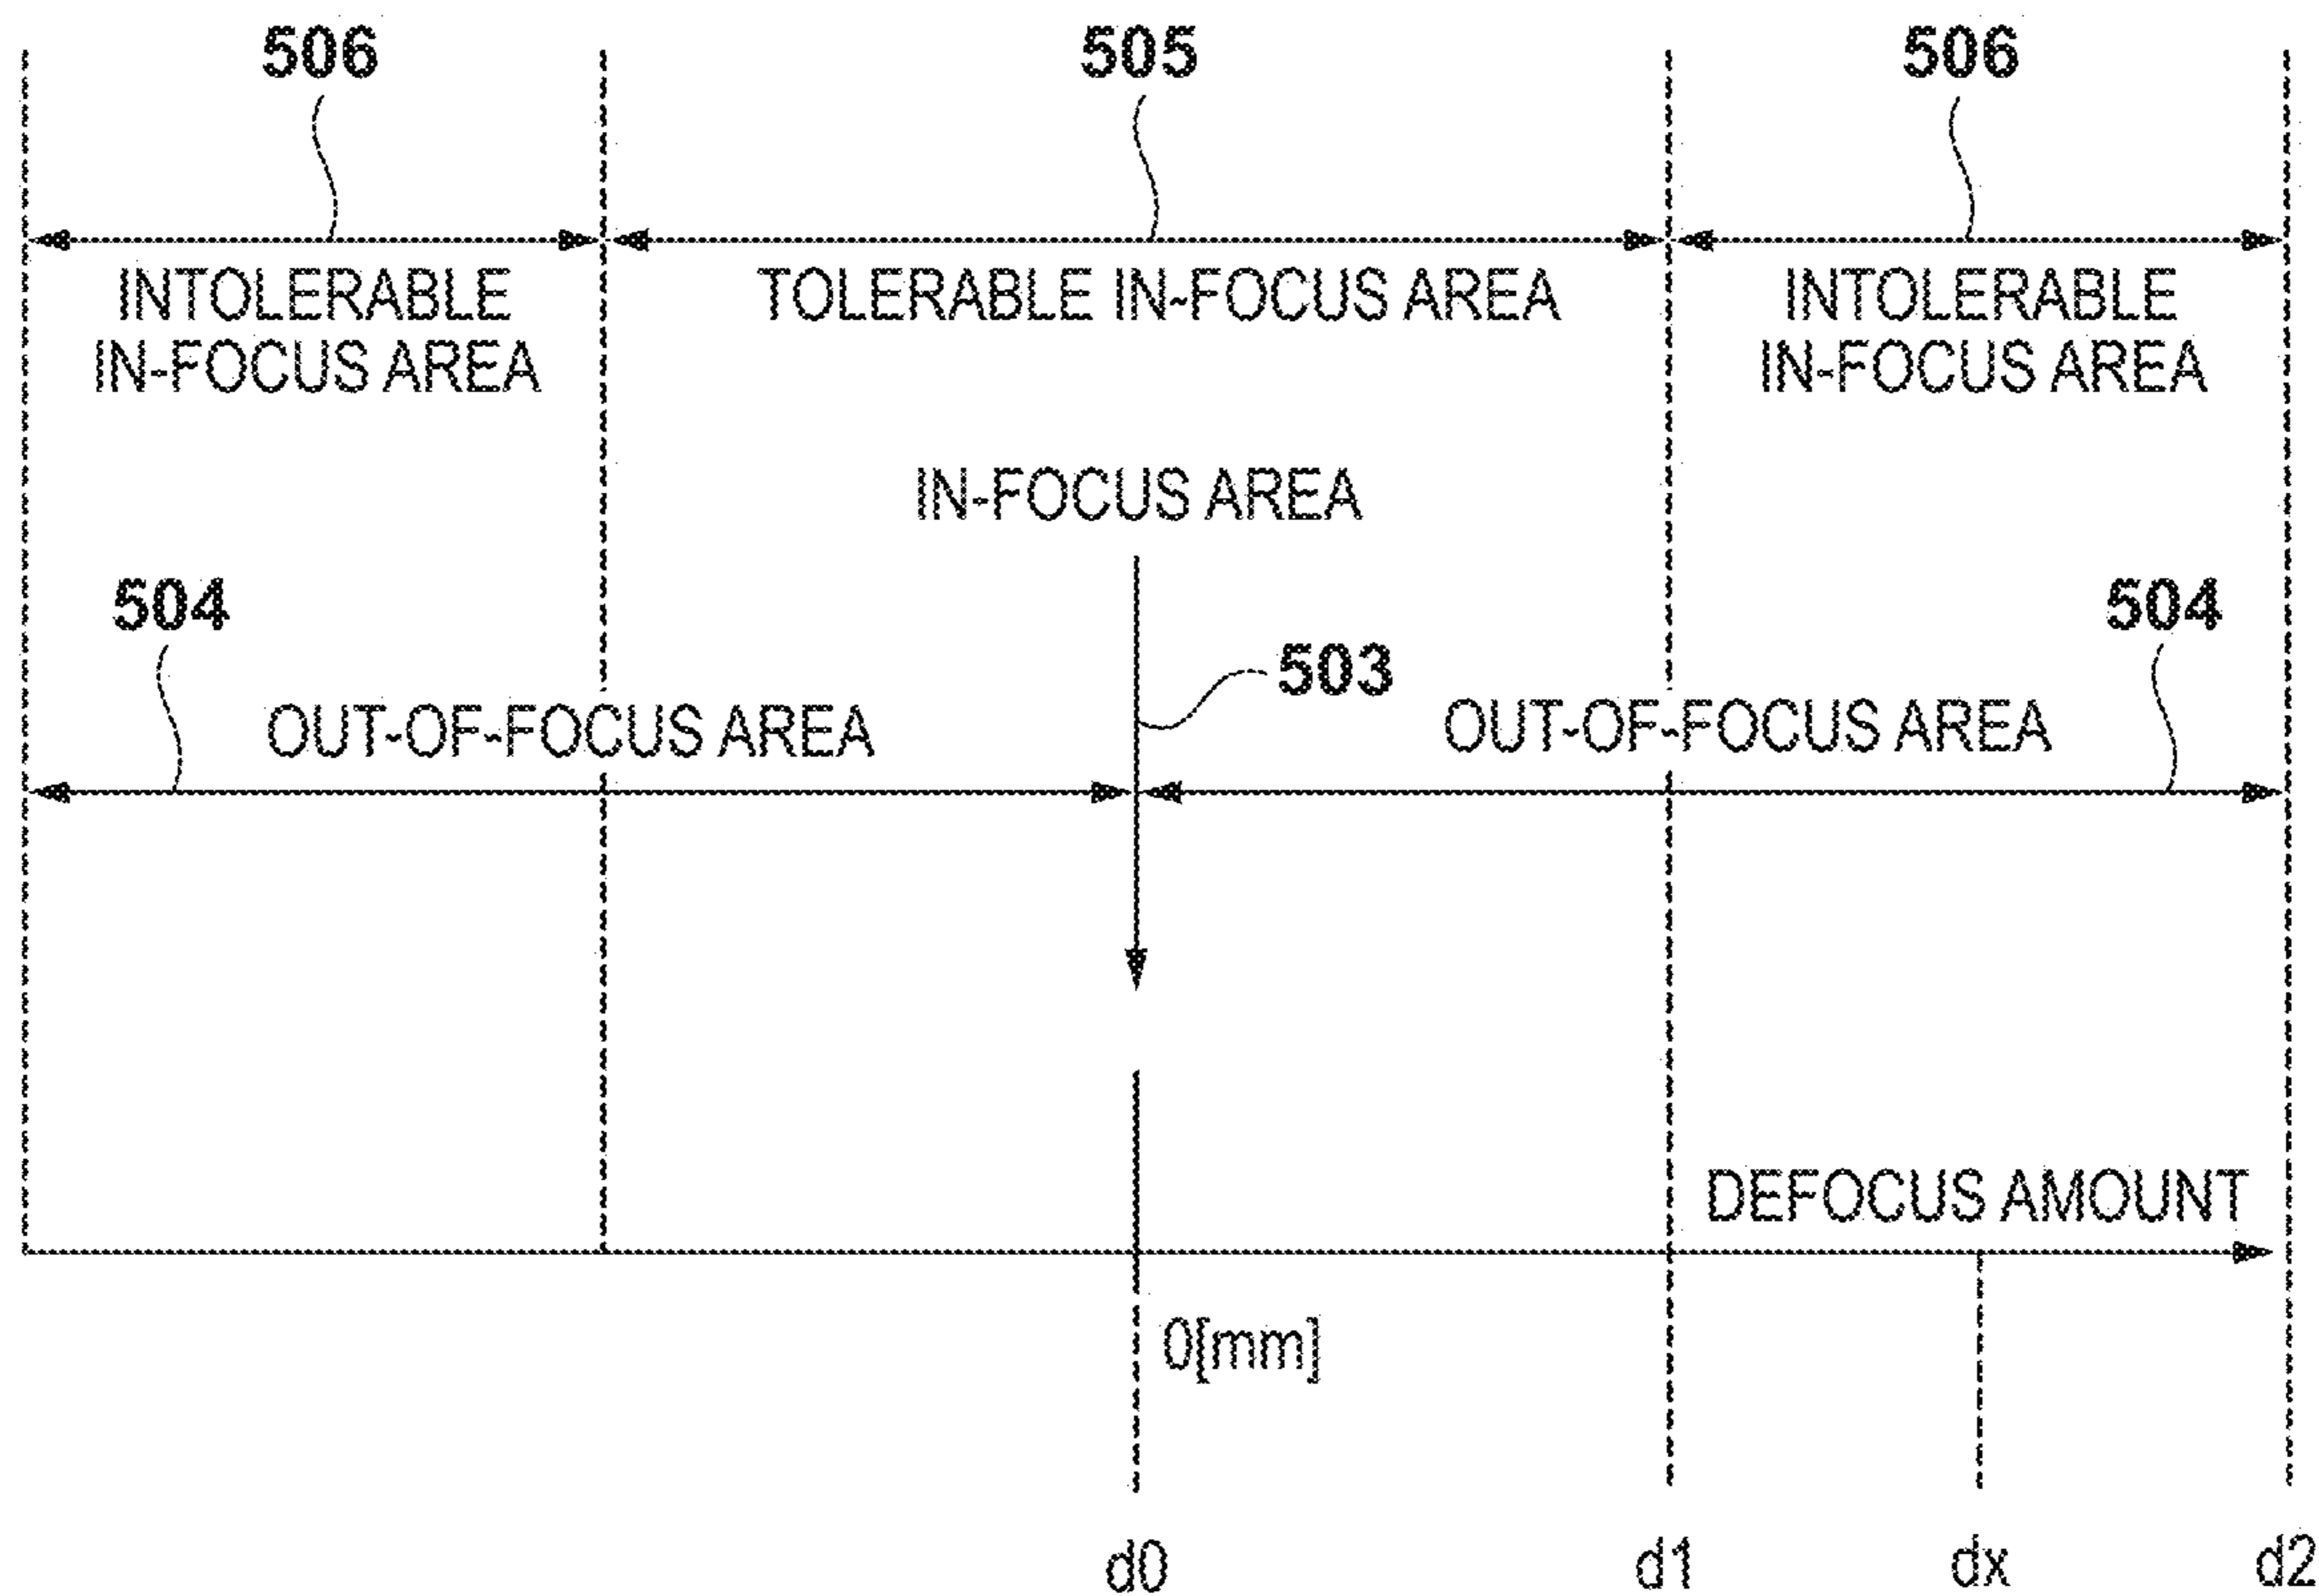 506
505
506
INTOLERABLE
IN-FOCUS AREA
TOLERABLE IN-FOCUS AREA
INTOLERABLE
IN-FOCUS AREA
IN-FOCUS AREA
504
503
504
OUT-OF-FOCUS AREA
OUT-OF-FOCUS AREA
DEFOCUS AMOUNT
0[mm]
d0
d1
dx
d2